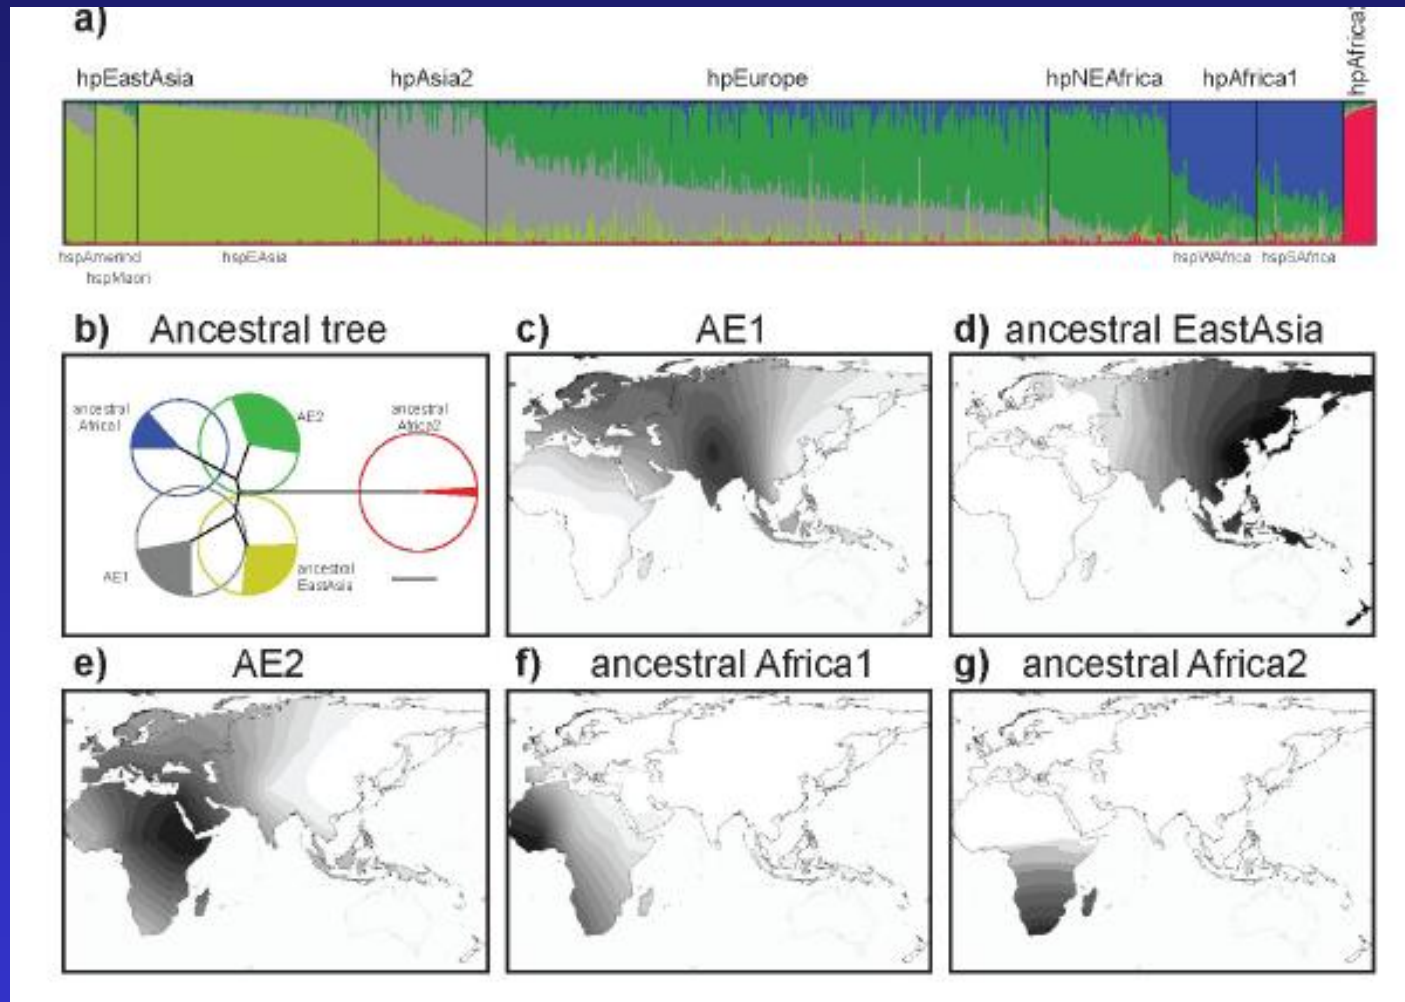 a)
hpEastAsia hpAsia2 hpEurope hpNEAfrica hpAfrica1 hpAfrica2
hspAmerind hspEAsia hspWAfrica hspSAfrica
hspMaori
b) Ancestral tree
ancestral
Africa1
AE2
ancestral
Africa2
AE1
ancestral
EastAsia
c) AE1
d) ancestral EastAsia
e) AE2
f) ancestral Africa1
g) ancestral Africa2